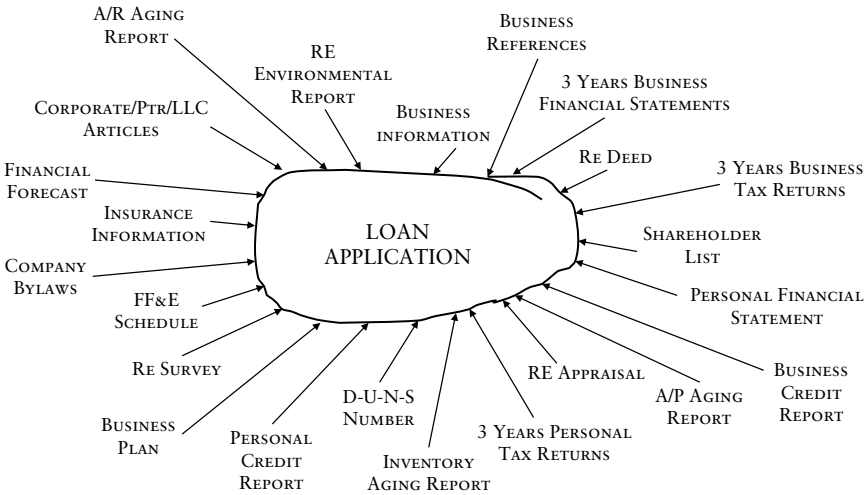 A/R Aging
Report
RE
Environmental
Report
Business
References
Business
information
3 Years Business
Financial Statements
Corporate/Ptr/LLC
Articles
Re Deed
Financial
Forecast
3 Years Business
Tax Returns
Insurance
Information
LOAN
APPLICATION
Shareholder
List
Company
Bylaws
FF&E
Schedule
Personal Financial
Statement
Re Survey
RE Appraisal
Business
Credit
Report
D-U-N-S
Number
A/P Aging
Report
Business
Plan
Personal
Credit
Report
3 Years Personal
Tax Returns
Inventory
Aging Report